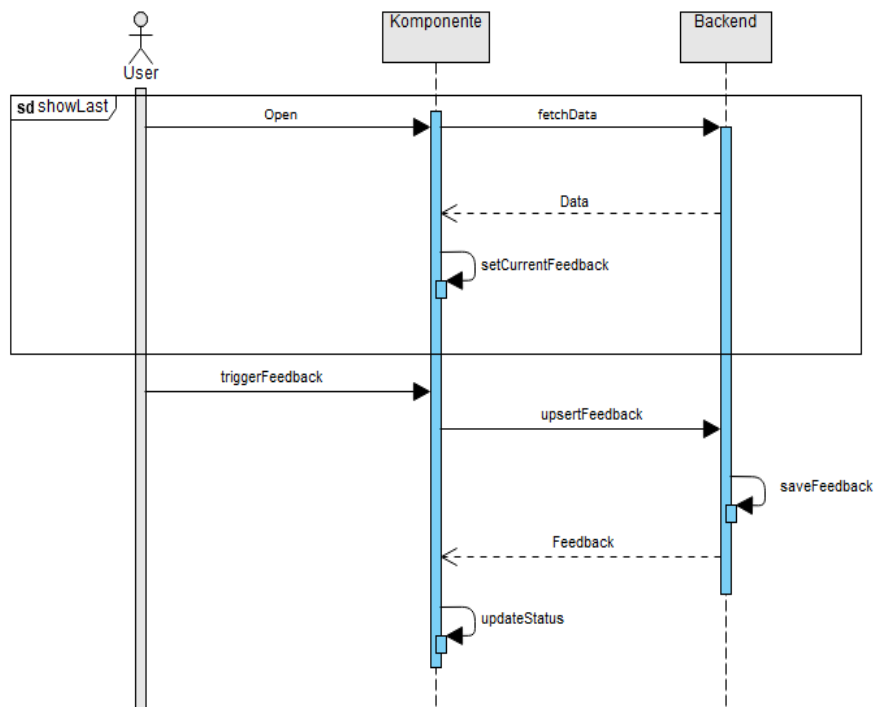 Komponente
Backend
User
sd showLast
Open
fetchData
Data
setCurrentFeedback
triggerFeedback
upsertFeedback
saveFeedback
Feedback
updateStatus